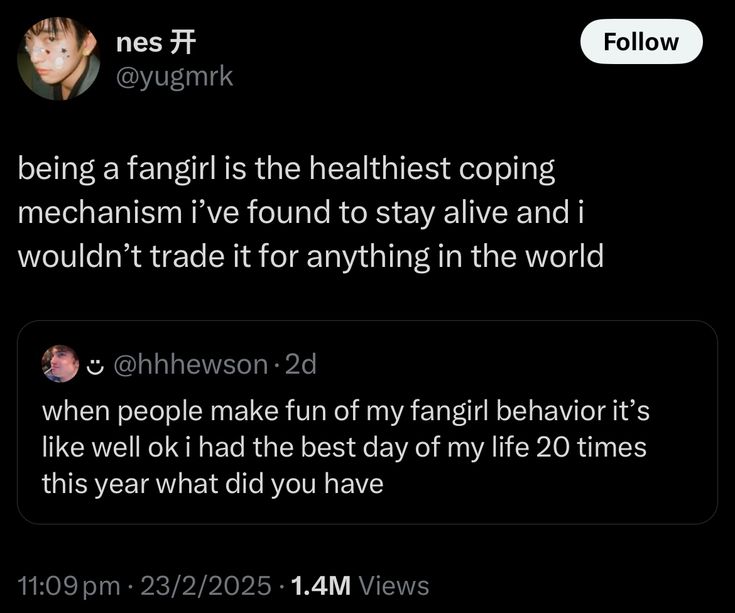 nes 开
@yugmrk
Follow
being a fangirl is the healthiest coping
mechanism i’ve found to stay alive and i
wouldn’t trade it for anything in the world
@hhhewson · 2d
when people make fun of my fangirl behavior it’s
like well ok i had the best day of my life 20 times
this year what did you have
11:09 pm · 23/2/2025 · 1.4M Views